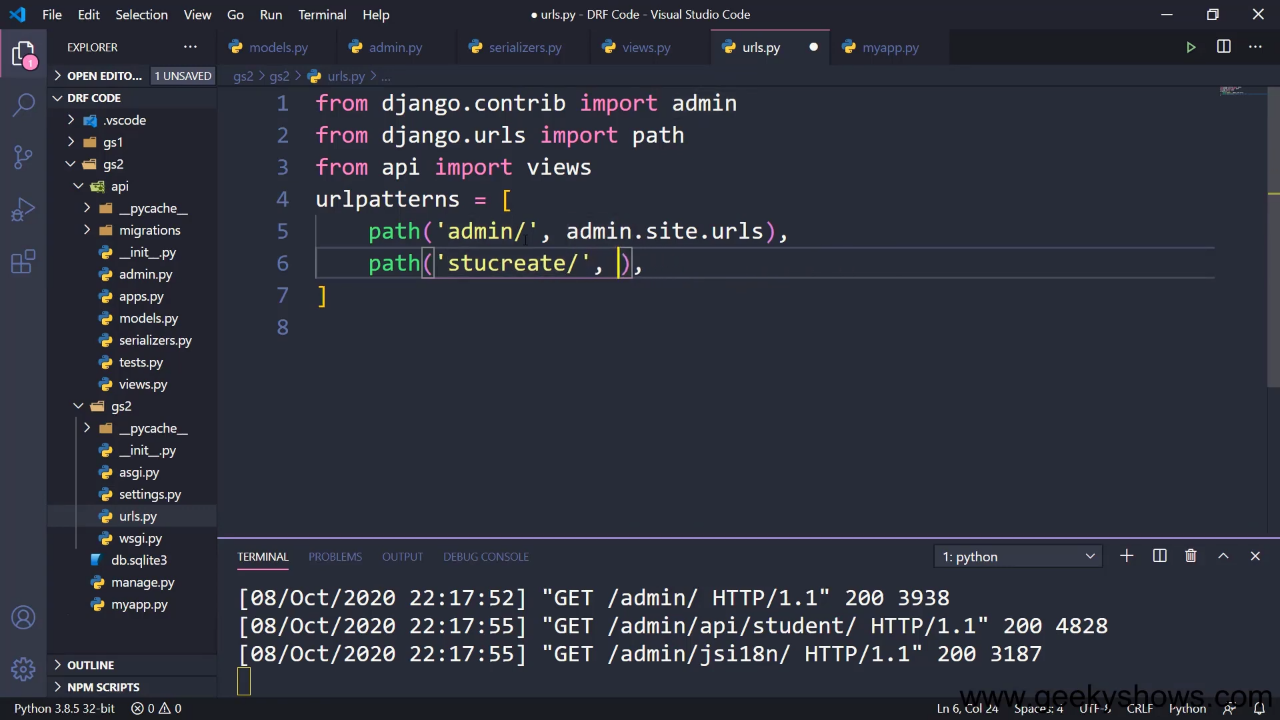 File Edit Selection View Go Run Terminal Help
● urls.py - DRF Code - Visual Studio Code
EXPLORER
models.py admin.py serializers.py views.py urls.py ● myapp.py
OPEN EDITO... 1 UNSAVED
gs2 > gs2 > urls.py > ...
DRF CODE
.vscode
gs1
gs2
api
__pycache__
migrations
__init__.py
admin.py
apps.py
models.py
serializers.py
tests.py
views.py
gs2
__pycache__
__init__.py
asgi.py
settings.py
urls.py
wsgi.py
db.sqlite3
manage.py
myapp.py
OUTLINE
NPM SCRIPTS
1 from django.contrib import admin
2 from django.urls import path
3 from api import views
4 urlpatterns = [
5 path('admin/', admin.site.urls),
6 path('stucreate/', ),
7 ]
8
TERMINAL PROBLEMS OUTPUT DEBUG CONSOLE 1: python
[08/Oct/2020 22:17:52] "GET /admin/ HTTP/1.1" 200 3938
[08/Oct/2020 22:17:55] "GET /admin/api/student/ HTTP/1.1" 200 4828
[08/Oct/2020 22:17:55] "GET /admin/jsi18n/ HTTP/1.1" 200 3187
www.geekyshows.com
1
Python 3.8.5 32-bit 0 0 Ln 6, Col 24 Spaces: 4 UTF-8 CRLF Python